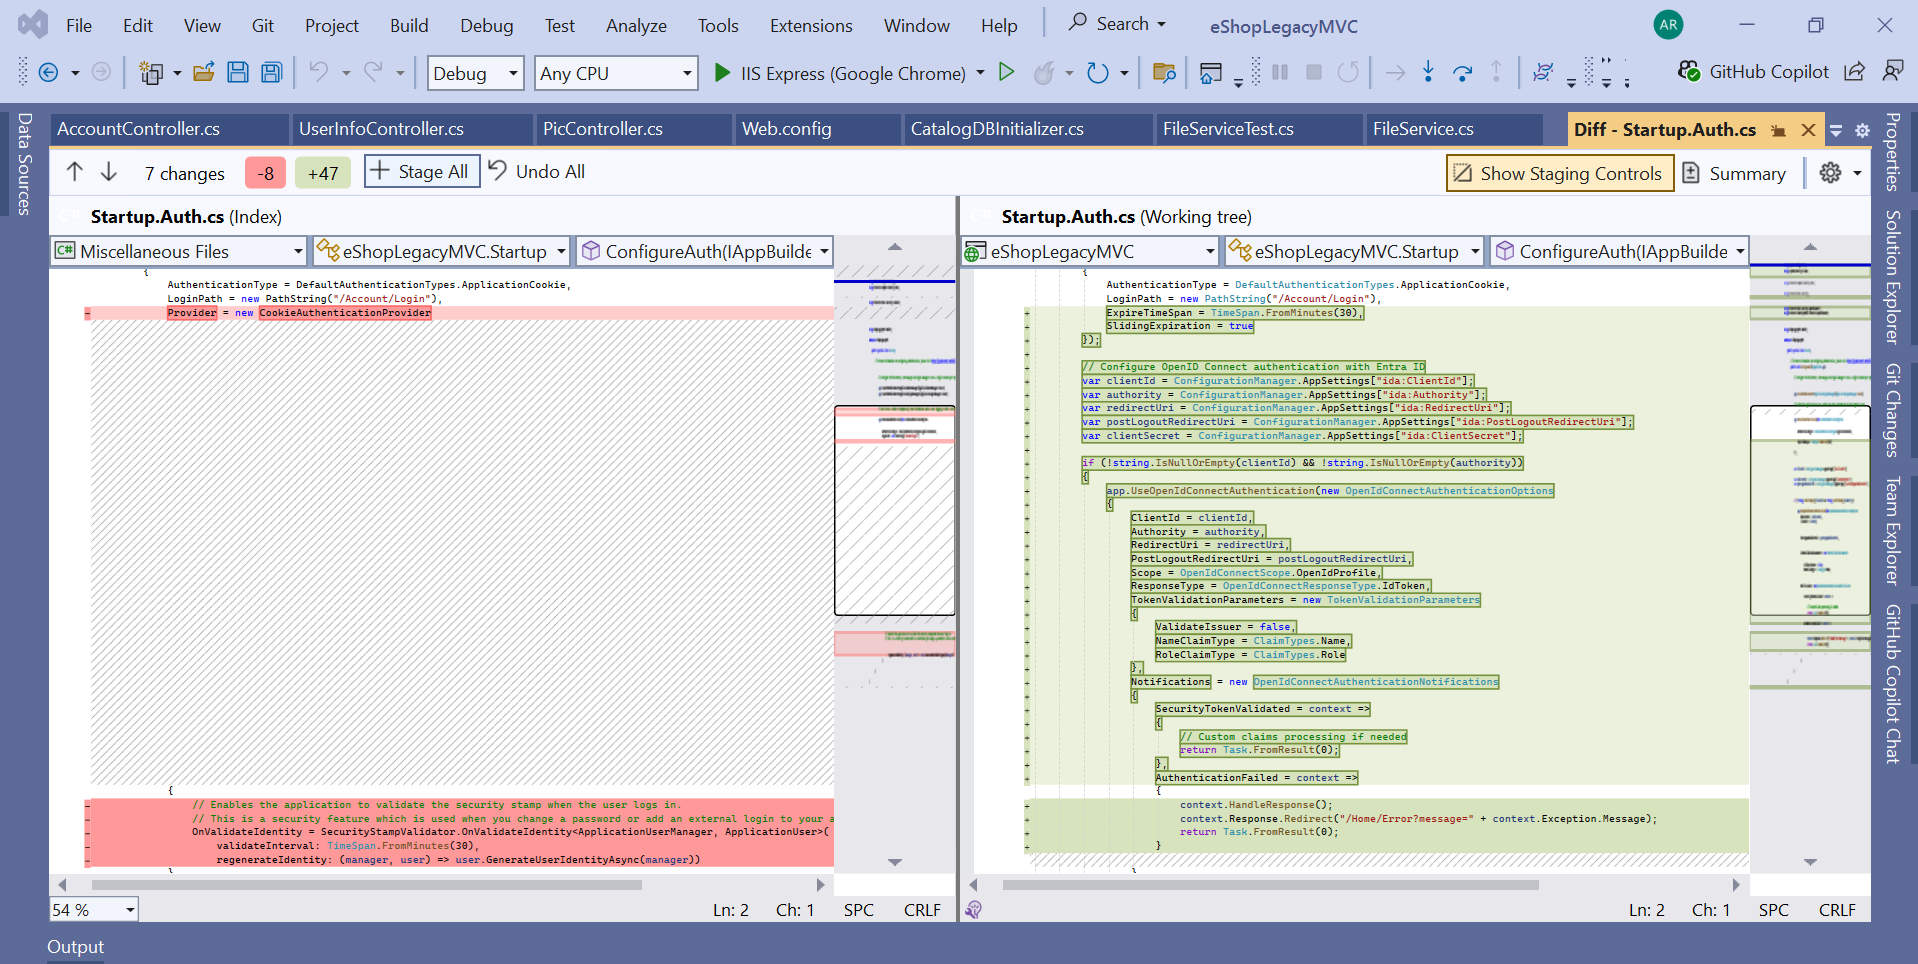 File Edit View Git Project Build Debug Test Analyze Tools Extensions Window Help Search eShopLegacyMVC AR
Debug Any CPU IIS Express (Google Chrome) GitHub Copilot
Data Sources
AccountController.cs UserInfoController.cs PicController.cs Web.config CatalogDBInitializer.cs FileServiceTest.cs FileService.cs Diff - Startup.Auth.cs
7 changes -8 +47 Stage All Undo All Show Staging Controls Summary
Startup.Auth.cs (Index)
C# Miscellaneous Files eShopLegacyMVC.Startup ConfigureAuth(IAppBuilde
{
AuthenticationType = DefaultAuthenticationTypes.ApplicationCookie,
LoginPath = new PathString("/Account/Login"),
Provider = new CookieAuthenticationProvider
{
// Enables the application to validate the security stamp when the user logs in.
// This is a security feature which is used when you change a password or add an external login to your a
OnValidateIdentity = SecurityStampValidator.OnValidateIdentity<ApplicationUserManager, ApplicationUser>(
validateInterval: TimeSpan.FromMinutes(30),
regenerateIdentity: (manager, user) => user.GenerateUserIdentityAsync(manager))
54 % Ln: 2 Ch: 1 SPC CRLF
Startup.Auth.cs (Working tree)
eShopLegacyMVC eShopLegacyMVC.Startup ConfigureAuth(IAppBuilde
{
AuthenticationType = DefaultAuthenticationTypes.ApplicationCookie,
LoginPath = new PathString("/Account/Login"),
ExpireTimeSpan = TimeSpan.FromMinutes(30),
SlidingExpiration = true
});
// Configure OpenID Connect authentication with Entra ID
var clientId = ConfigurationManager.AppSettings["ida:ClientId"];
var authority = ConfigurationManager.AppSettings["ida:Authority"];
var redirectUri = ConfigurationManager.AppSettings["ida:RedirectUri"];
var postLogoutRedirectUri = ConfigurationManager.AppSettings["ida:PostLogoutRedirectUri"];
var clientSecret = ConfigurationManager.AppSettings["ida:ClientSecret"];
if (!string.IsNullOrEmpty(clientId) && !string.IsNullOrEmpty(authority))
{
app.UseOpenIdConnectAuthentication(new OpenIdConnectAuthenticationOptions
{
ClientId = clientId,
Authority = authority,
RedirectUri = redirectUri,
PostLogoutRedirectUri = postLogoutRedirectUri,
Scope = OpenIdConnectScope.OpenIdProfile,
ResponseType = OpenIdConnectResponseType.IdToken,
TokenValidationParameters = new TokenValidationParameters
{
ValidateIssuer = false,
NameClaimType = ClaimTypes.Name,
RoleClaimType = ClaimTypes.Role
},
Notifications = new OpenIdConnectAuthenticationNotifications
{
SecurityTokenValidated = context =>
{
// Custom claims processing if needed
return Task.FromResult(0);
},
AuthenticationFailed = context =>
{
context.HandleResponse();
context.Response.Redirect("/Home/Error?message=" + context.Exception.Message);
return Task.FromResult(0);
}
Ln: 2 Ch: 1 SPC CRLF
Properties
Solution Explorer
Git Changes
Team Explorer
GitHub Copilot Chat
Output